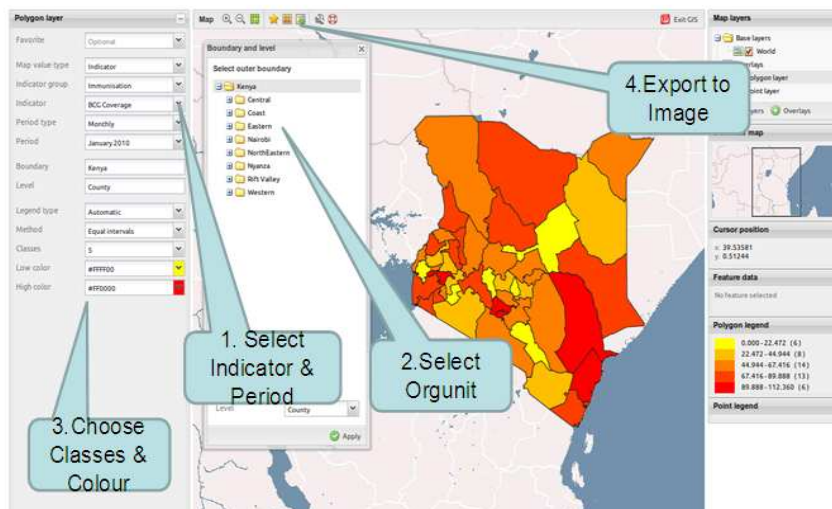 Polygon layer
Favorite
Optional
Map value type
Indicator
Indicator group
Immunisation
Indicator
BCG Coverage
Period type
Monthly
Period
January 2010
Boundary
Kenya
Level
County
Legend type
Automatic
Method
Equal intervals
Classes
5
Low color
#FFFF00
High color
#FF0000
3.Choose
Classes &
Colour
Map
Exit GIS
Boundary and level
Select outer boundary
Kenya
Central
Coast
Eastern
Nairobi
NorthEastern
Nyanza
Rift Valley
Western
1. Select
Indicator &
Period
Level
County
Apply
2.Select
Orgunit
4.Export to
Image
Map layers
Base layers
World
olygon layer
oint layer
Overlays
map
Cursor position
x: 39.53581
y: 0.51244
Feature data
No feature selected
Polygon legend
0.000-22.472 (6)
22.472-44.944 (8)
44.944-67.416 (14)
67.416-89.888 (13)
89.888-112.360 (6)
Point legend